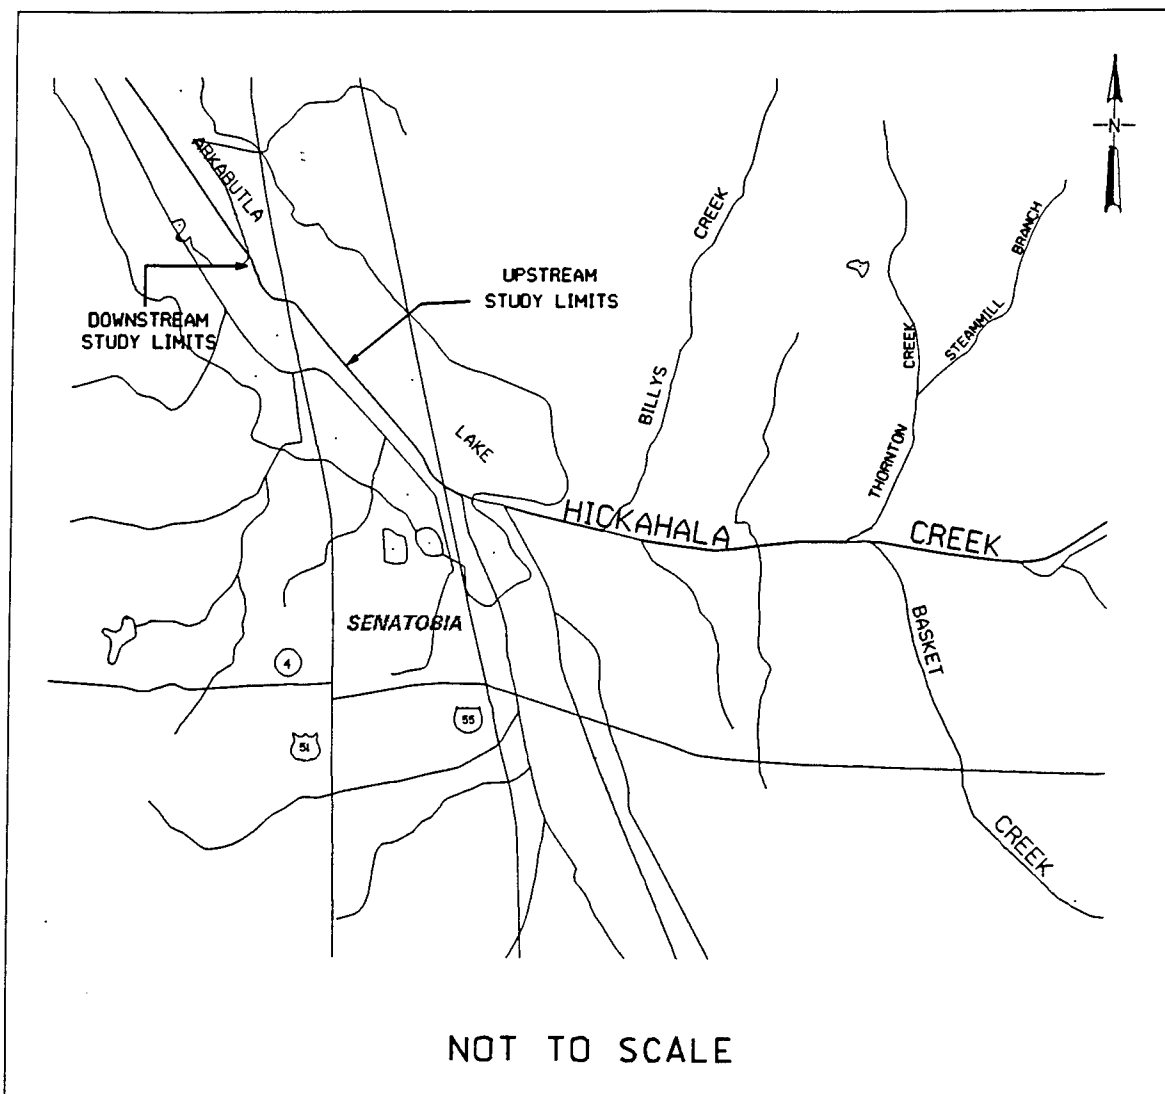 N
ARKABUTLA
LAKE
UPSTREAM
STUDY LIMITS
DOWNSTREAM
STUDY LIMITS
BILLYS CREEK
THORNTON CREEK
STEAMMILL BRANCH
HICKAHALA CREEK
BASKET CREEK
SENATOBIA
4
51
55
NOT TO SCALE